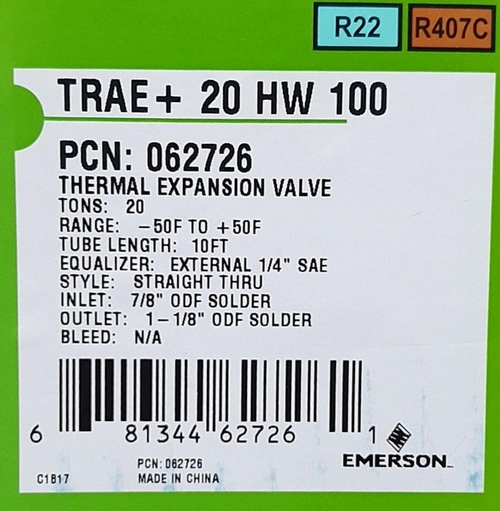 R22 R407C
TRAE+ 20 HW 100
PCN: 062726
THERMAL EXPANSION VALVE
TONS: 20
RANGE: -50F TO +50F
TUBE LENGTH: 10FT
EQUALIZER: EXTERNAL 1/4" SAE
STYLE: STRAIGHT THRU
INLET: 7/8" ODF SOLDER
OUTLET: 1-1/8" ODF SOLDER
BLEED: N/A
6 81344 62726 1
EMERSON™
PCN: 062726
C1817 MADE IN CHINA